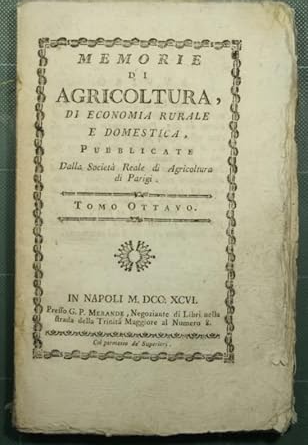 MEMORIE
DI
AGRICOLTURA,
DI ECONOMIA RURALE
E DOMESTICA,
PUBBLICATE
Dalla Società Reale di Agricoltura
di Parigi.
TOMO OTTAVO.
IN NAPOLI M. DCC. XCVI.
Presso G. P. MERANDE, Negoziante di Libri nella
strada della Trinità Maggiore al Numero 8.
Col permesso de' Superiori.